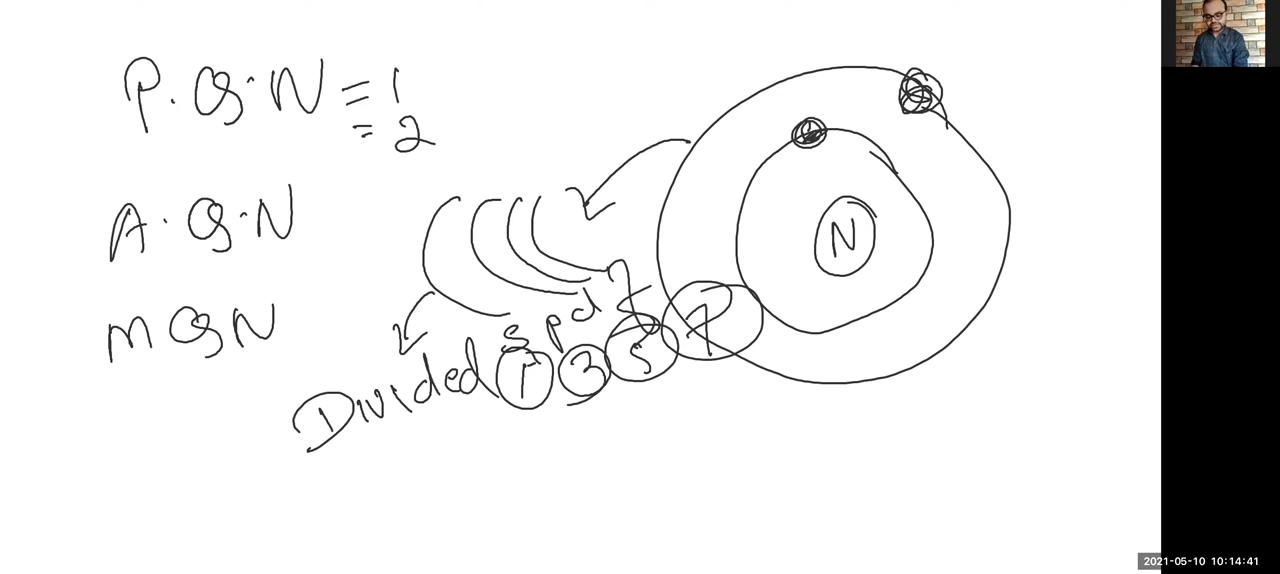 P. Q.N = 1
= 2
A. Q.N
M Q N
N
s p d f
Divided 1 3 5 7
2021-05-10 10:14:41